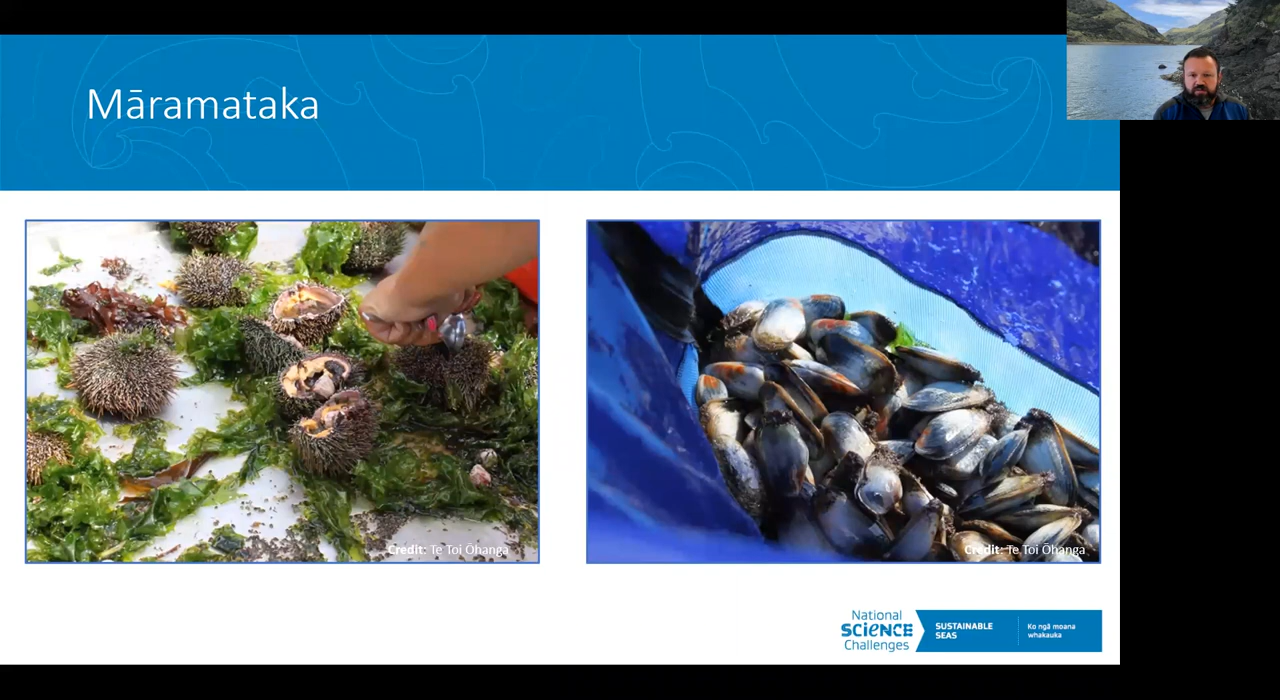 Māramataka
Credit: Te Toi Ōhanga
Credit: Te Toi Ōhanga
National
SCIENCE
Challenges
SUSTAINABLE
SEAS
Ko ngā moana
whakauka